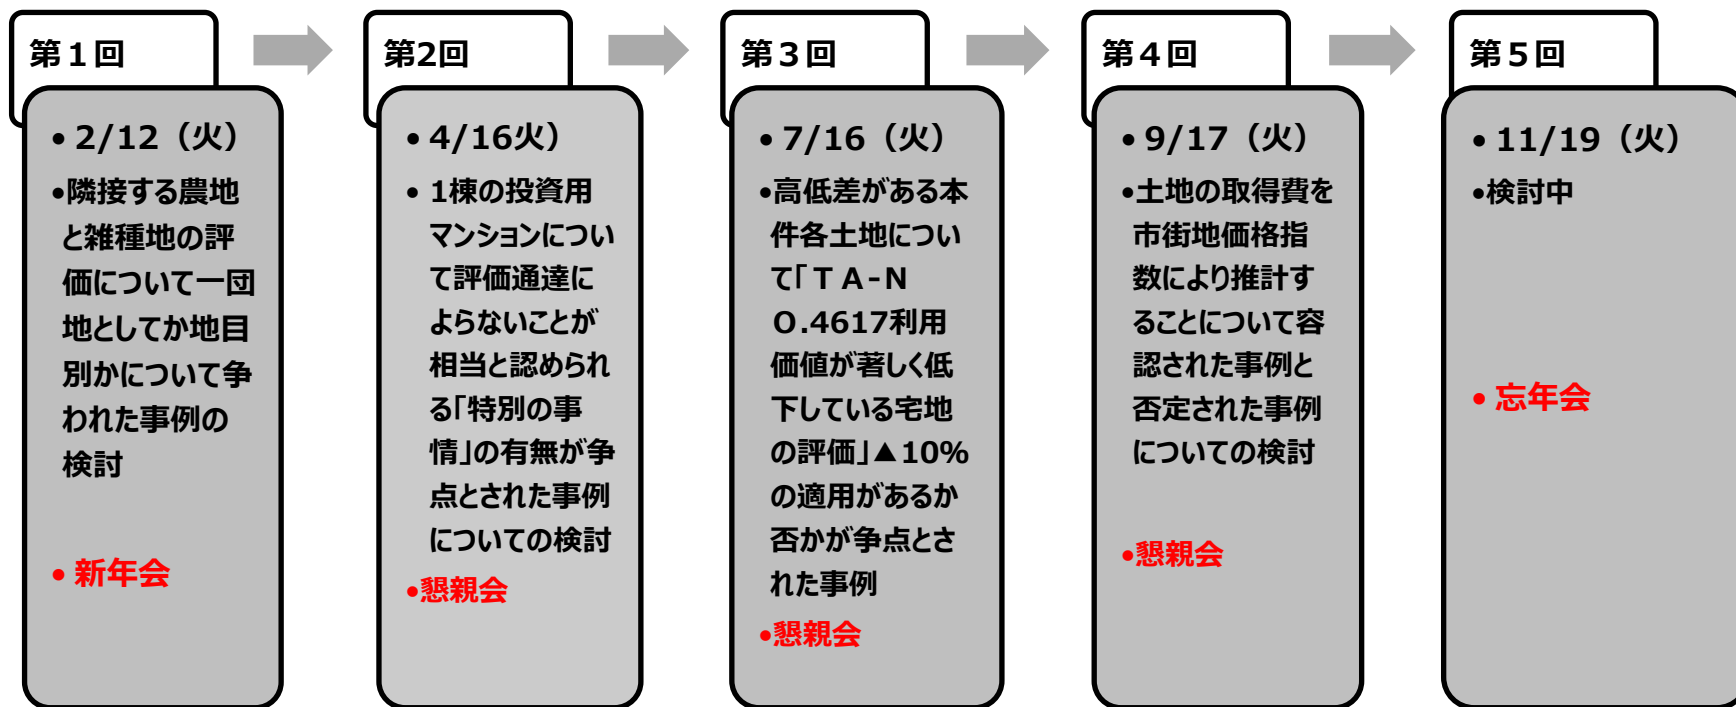 第１回
• 2/12（火）
•隣接する農地
と雑種地の評
価について一団
地としてか地目
別かについて争
われた事例の
検討
• 新年会
第2回
• 4/16火）
• 1棟の投資用
マンションについ
て評価通達に
よらないことが
相当と認められ
る「特別の事
情」の有無が争
点とされた事例
についての検討
•懇親会
第３回
• 7/16（火）
•高低差がある本
件各土地につい
て「ＴＡ-Ｎ
Ｏ.4617利用
価値が著しく低
下している宅地
の評価」▲10%
の適用があるか
否かが争点とさ
れた事例
•懇親会
第４回
• 9/17（火）
•土地の取得費を
市街地価格指
数により推計す
ることについて容
認された事例と
否定された事例
についての検討
•懇親会
第５回
• 11/19（火）
•検討中
• 忘年会